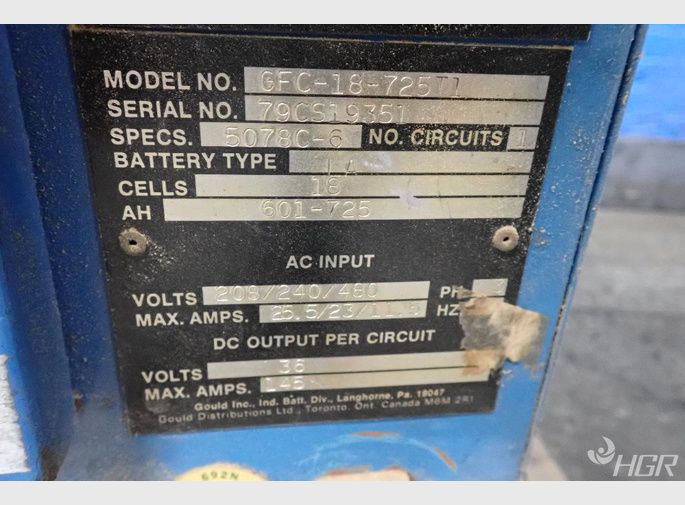 MODEL NO. GFC-18-725T1
SERIAL NO. 79CS19351
SPECS. 5078C-6 NO. CIRCUITS 1
BATTERY TYPE LA
CELLS 18
AH 601-725
AC INPUT
VOLTS 208/240/480 PH
MAX. AMPS. 25.5/23/11.5 HZ
DC OUTPUT PER CIRCUIT
VOLTS 36
MAX. AMPS. 145
Gould Inc., Ind. Batt. Div., Langhorne, Pa. 19047
Gould Distributions Ltd., Toronto, Ont. Canada M8M 2R1
692N
HGR